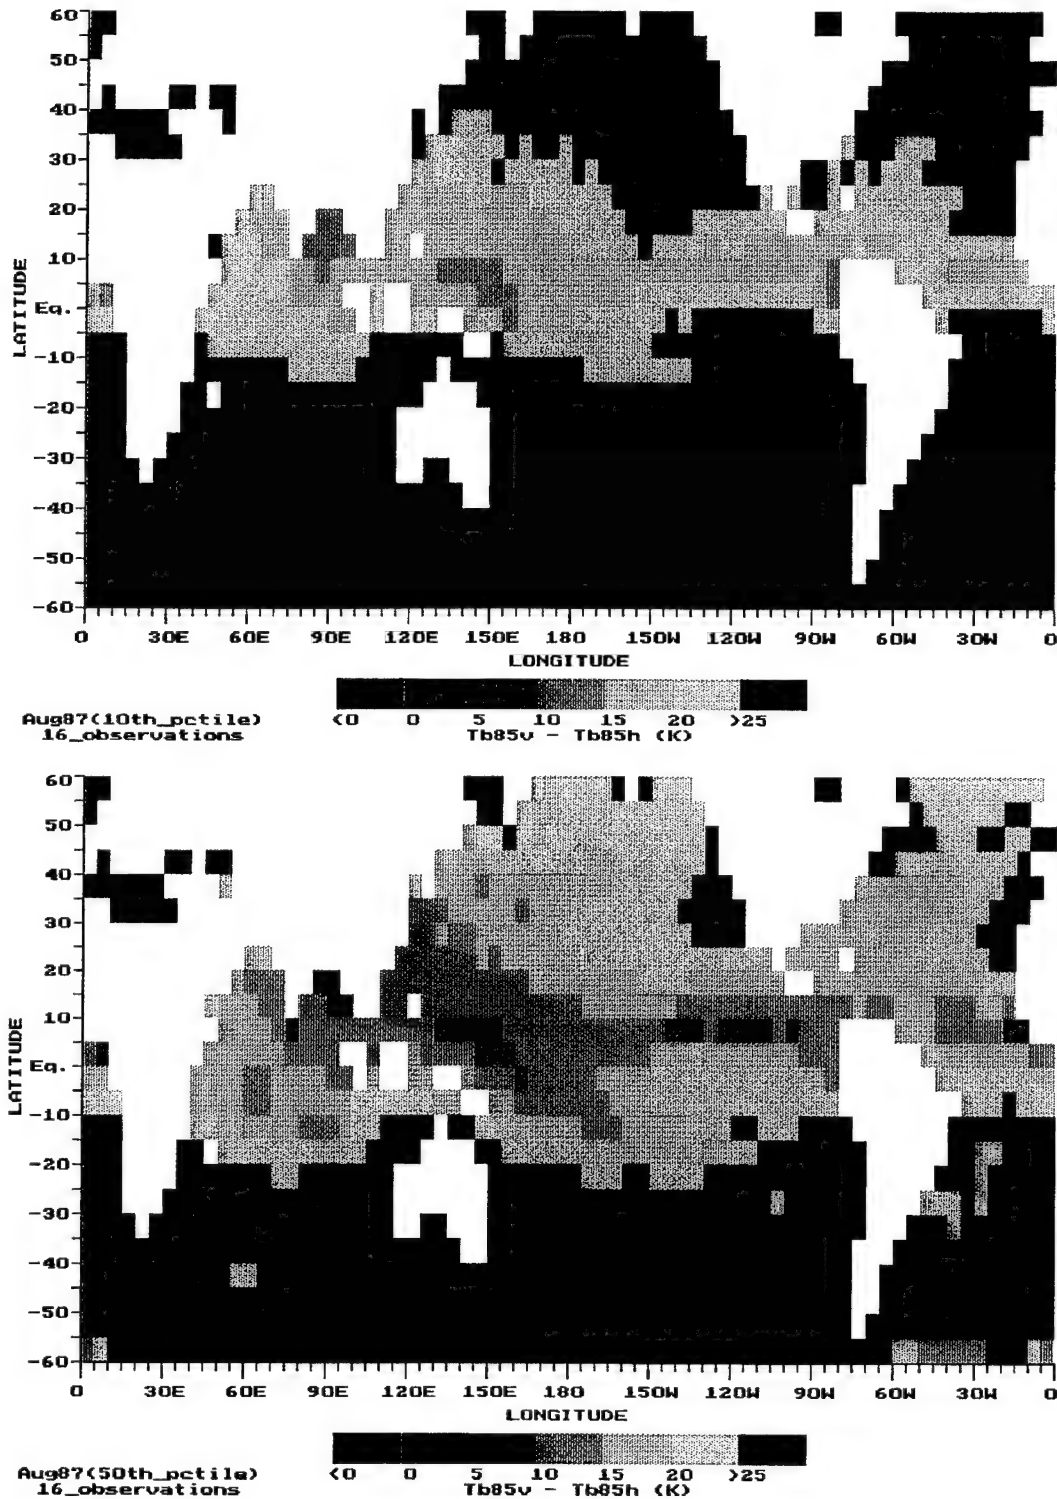 60
50
40
30
20
10
Eq.
-10
-20
-30
-40
-50
-60
LATITUDE
0 30E 60E 90E 120E 150E 180 150W 120W 90W 60W 30W 0
LONGITUDE
<0 0 5 10 15 20 >25
Aug87(10th_pctile)
16_observations
Tb85v - Tb85h (K)
60
50
40
30
20
10
Eq.
-10
-20
-30
-40
-50
-60
LATITUDE
0 30E 60E 90E 120E 150E 180 150W 120W 90W 60W 30W 0
LONGITUDE
<0 0 5 10 15 20 >25
Aug87(50th_pctile)
16_observations
Tb85v - Tb85h (K)